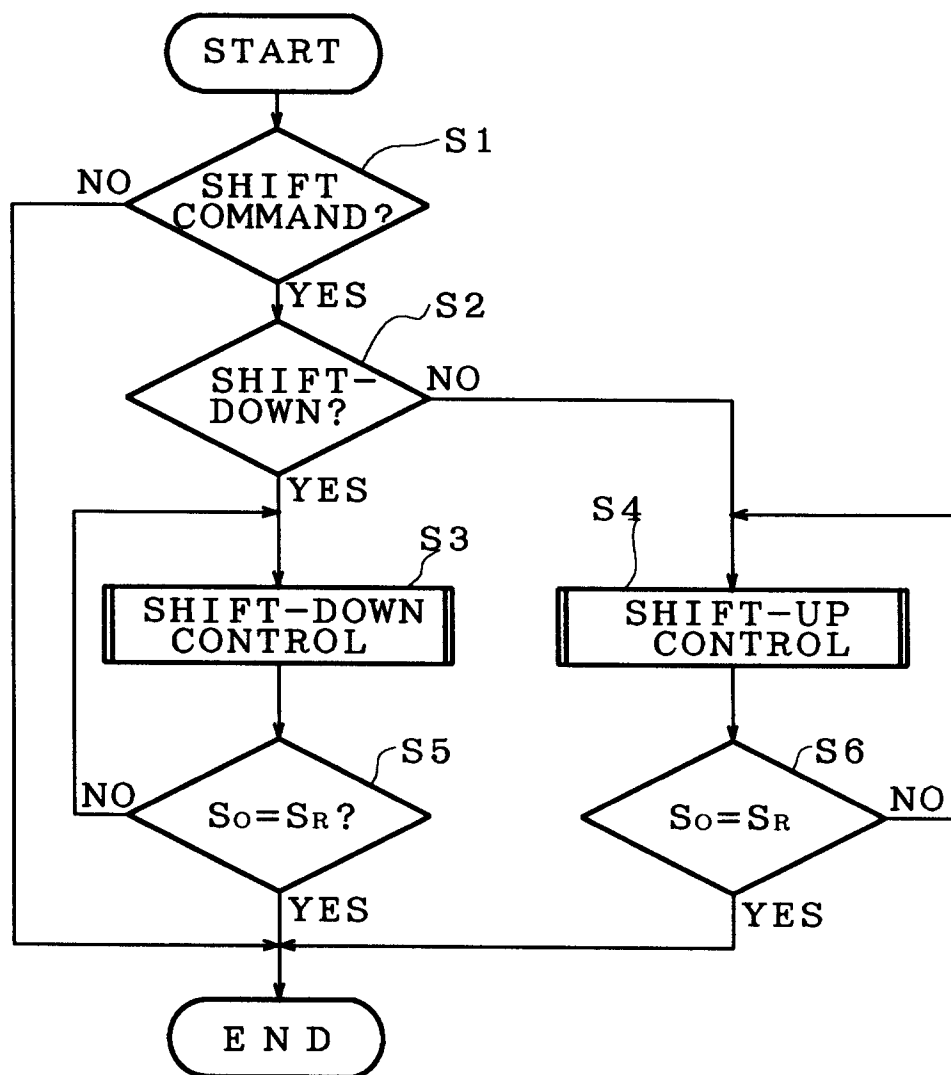 START
S1
NO
SHIFT
COMMAND?
YES
S2
SHIFT-
DOWN?
NO
YES
S3
S4
SHIFT-DOWN
CONTROL
SHIFT-UP
CONTROL
S5
S6
NO
SO=SR?
SO=SR
NO
YES
YES
END